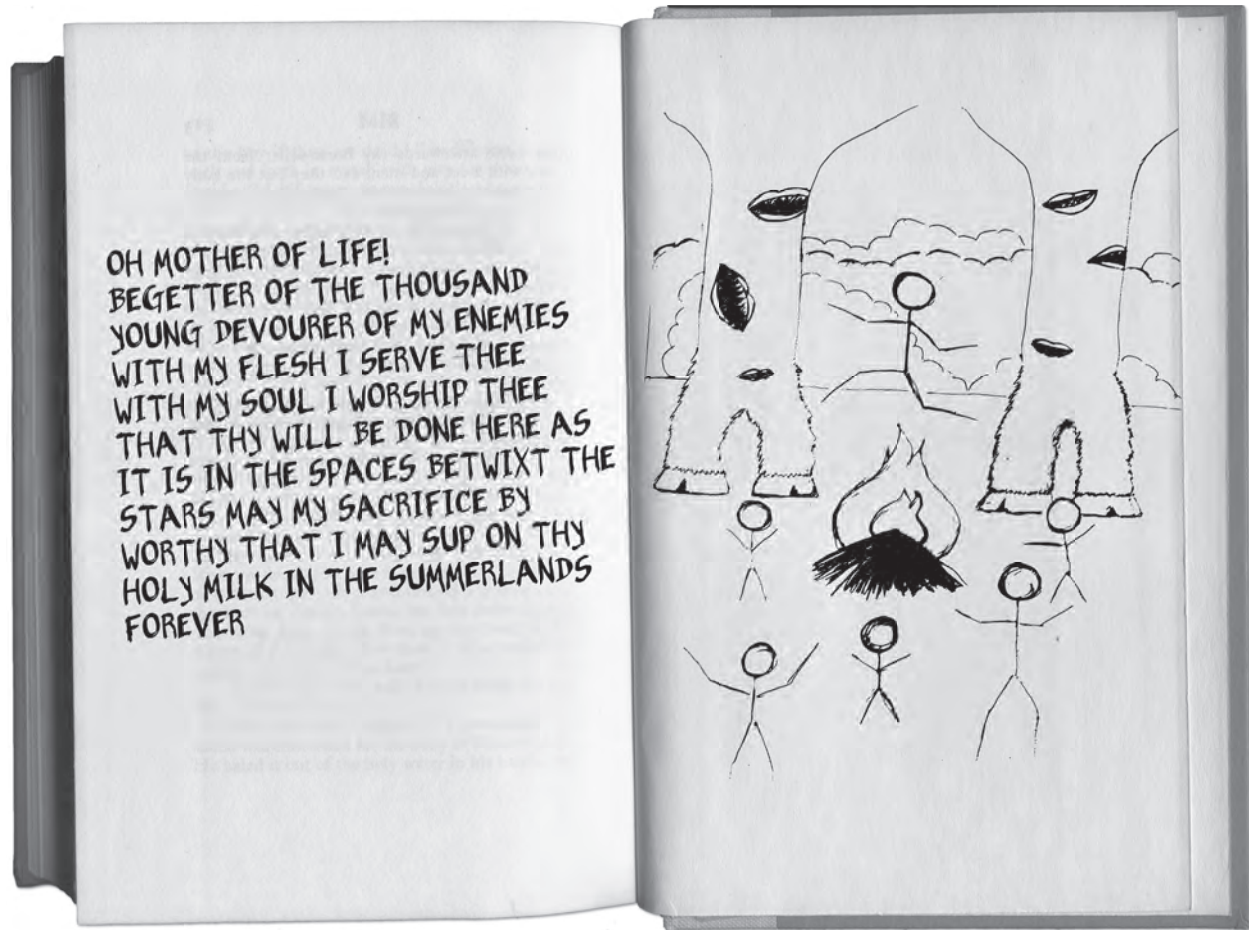 OH MOTHER OF LIFE!
BEGETTER OF THE THOUSAND
YOUNG DEVOURER OF MY ENEMIES
WITH MY FLESH I SERVE THEE
WITH MY SOUL I WORSHIP THEE
THAT THY WILL BE DONE HERE AS
IT IS IN THE SPACES BETWIXT THE
STARS MAY MY SACRIFICE BY
WORTHY THAT I MAY SUP ON THY
HOLY MILK IN THE SUMMERLANDS
FOREVER